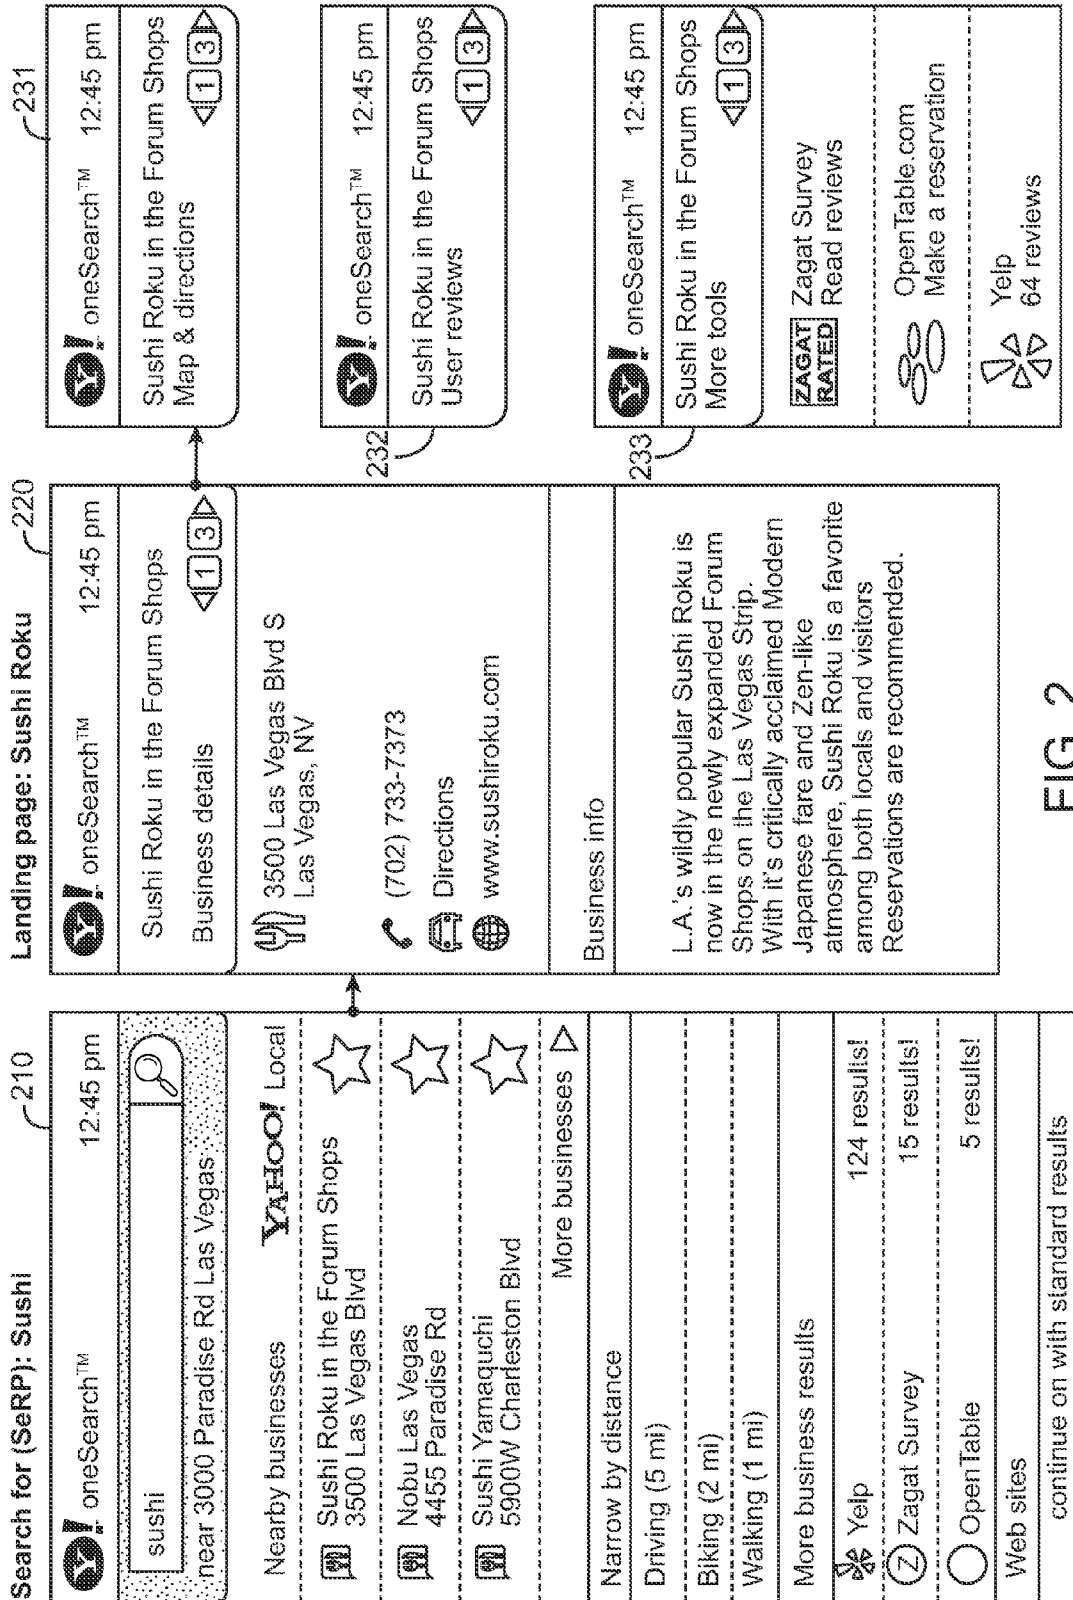 Search for (SeRP): Sushi
210
Y! oneSearch™ 12:45 pm
sushi
near 3000 Paradise Rd Las Vegas
Nearby businesses YAHOO! Local
Sushi Roku in the Forum Shops
3500 Las Vegas Blvd
Nobu Las Vegas
4455 Paradise Rd
Sushi Yamaquchi
5900W Charleston Blvd
More businesses
Narrow by distance
Driving (5 mi)
Biking (2 mi)
Walking (1 mi)
More business results
Yelp 124 results!
Z Zagat Survey 15 results!
OpenTable 5 results!
Web sites
continue on with standard results
Landing page: Sushi Roku
220
Y! oneSearch™ 12:45 pm
Sushi Roku in the Forum Shops
Business details 1 3
3500 Las Vegas Blvd S
Las Vegas, NV
(702) 733-7373
Directions
www.sushiroku.com
Business info
L.A.'s wildly popular Sushi Roku is
now in the newly expanded Forum
Shops on the Las Vegas Strip.
With it's critically acclaimed Modern
Japanese fare and Zen-like
atmosphere, Sushi Roku is a favorite
among both locals and visitors
Reservations are recommended.
231
Y! oneSearch™ 12:45 pm
Sushi Roku in the Forum Shops
Map & directions 1 3
232
Y! oneSearch™ 12:45 pm
Sushi Roku in the Forum Shops
User reviews 1 3
233
Y! oneSearch™ 12:45 pm
Sushi Roku in the Forum Shops
More tools 1 3
ZAGAT RATED
Zagat Survey
Read reviews
OpenTable.com
Make a reservation
Yelp
64 reviews
FIG. 2